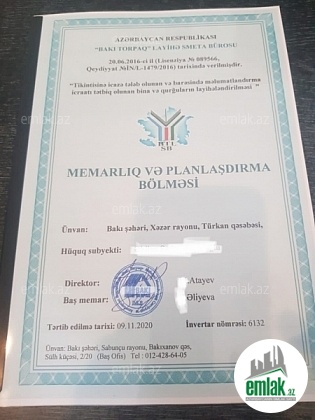 AZƏRBAYCAN RESPUBLİKASI
"BAKI TORPAQ" LAYİHƏ SMETA BÜROSU
20.06.2016-cı il (Lisenziya № 089566,
Qeydiyyat №İN/L-1479/2016) tarixində verilmişdir.
"Tikintisinə icazə tələb olunan və barəsində məlumatlandırma
icraatı tətbiq olunan bina və qurğuların layihələndirilməsi"
BTLSB
MEMARLIQ VƏ PLANLAŞDIRMA
BÖLMƏSİ
Ünvan: Bakı şəhəri, Xəzər rayonu, Türkan qəsəbəsi,
Hüquq subyekti:
Direktor: Atayev
Baş memar: Əliyeva
Tərtib edilmə tarixi: 09.11.2020 İnvertar nömrəsi: 6132
Ünvan: Bakı şəhəri, Sabunçu rayonu, Bakıxanov qəs,
Sülh küçəsi, 2/20 (Baş Ofis) Tel : 012-428-64-05
emlak.az